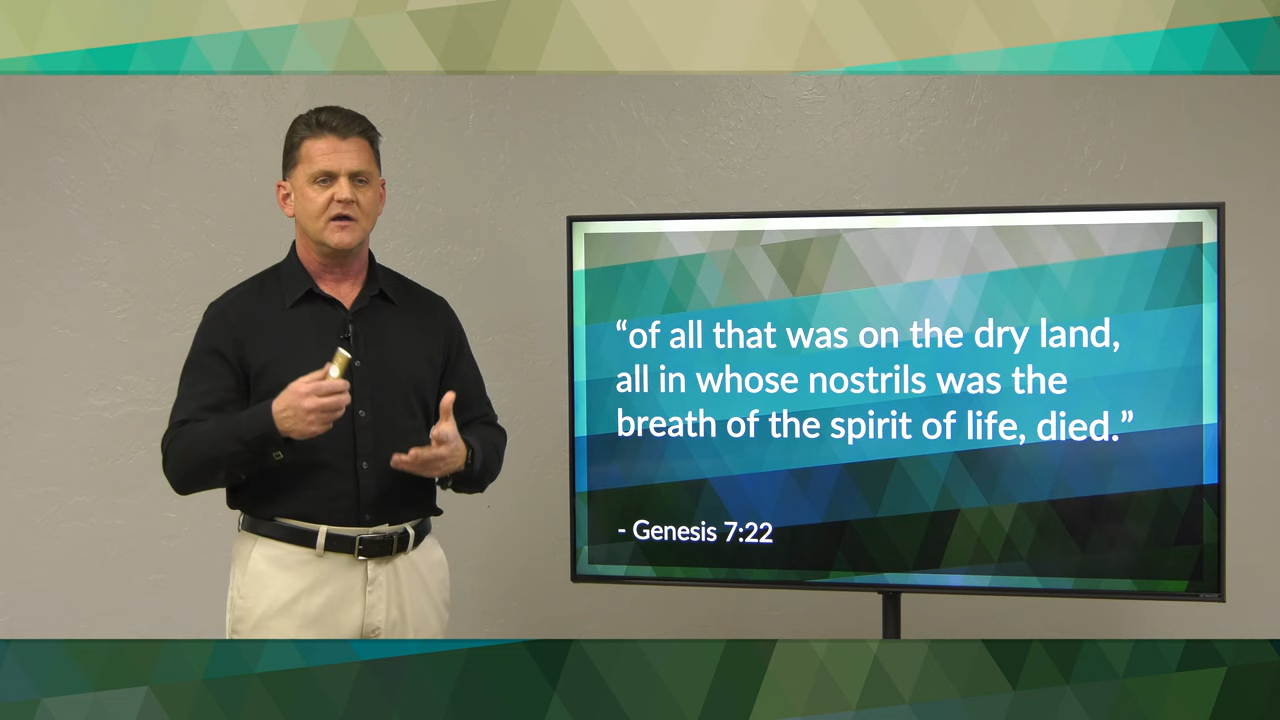 “of all that was on the dry land,
all in whose nostrils was the
breath of the spirit of life, died.”
- Genesis 7:22